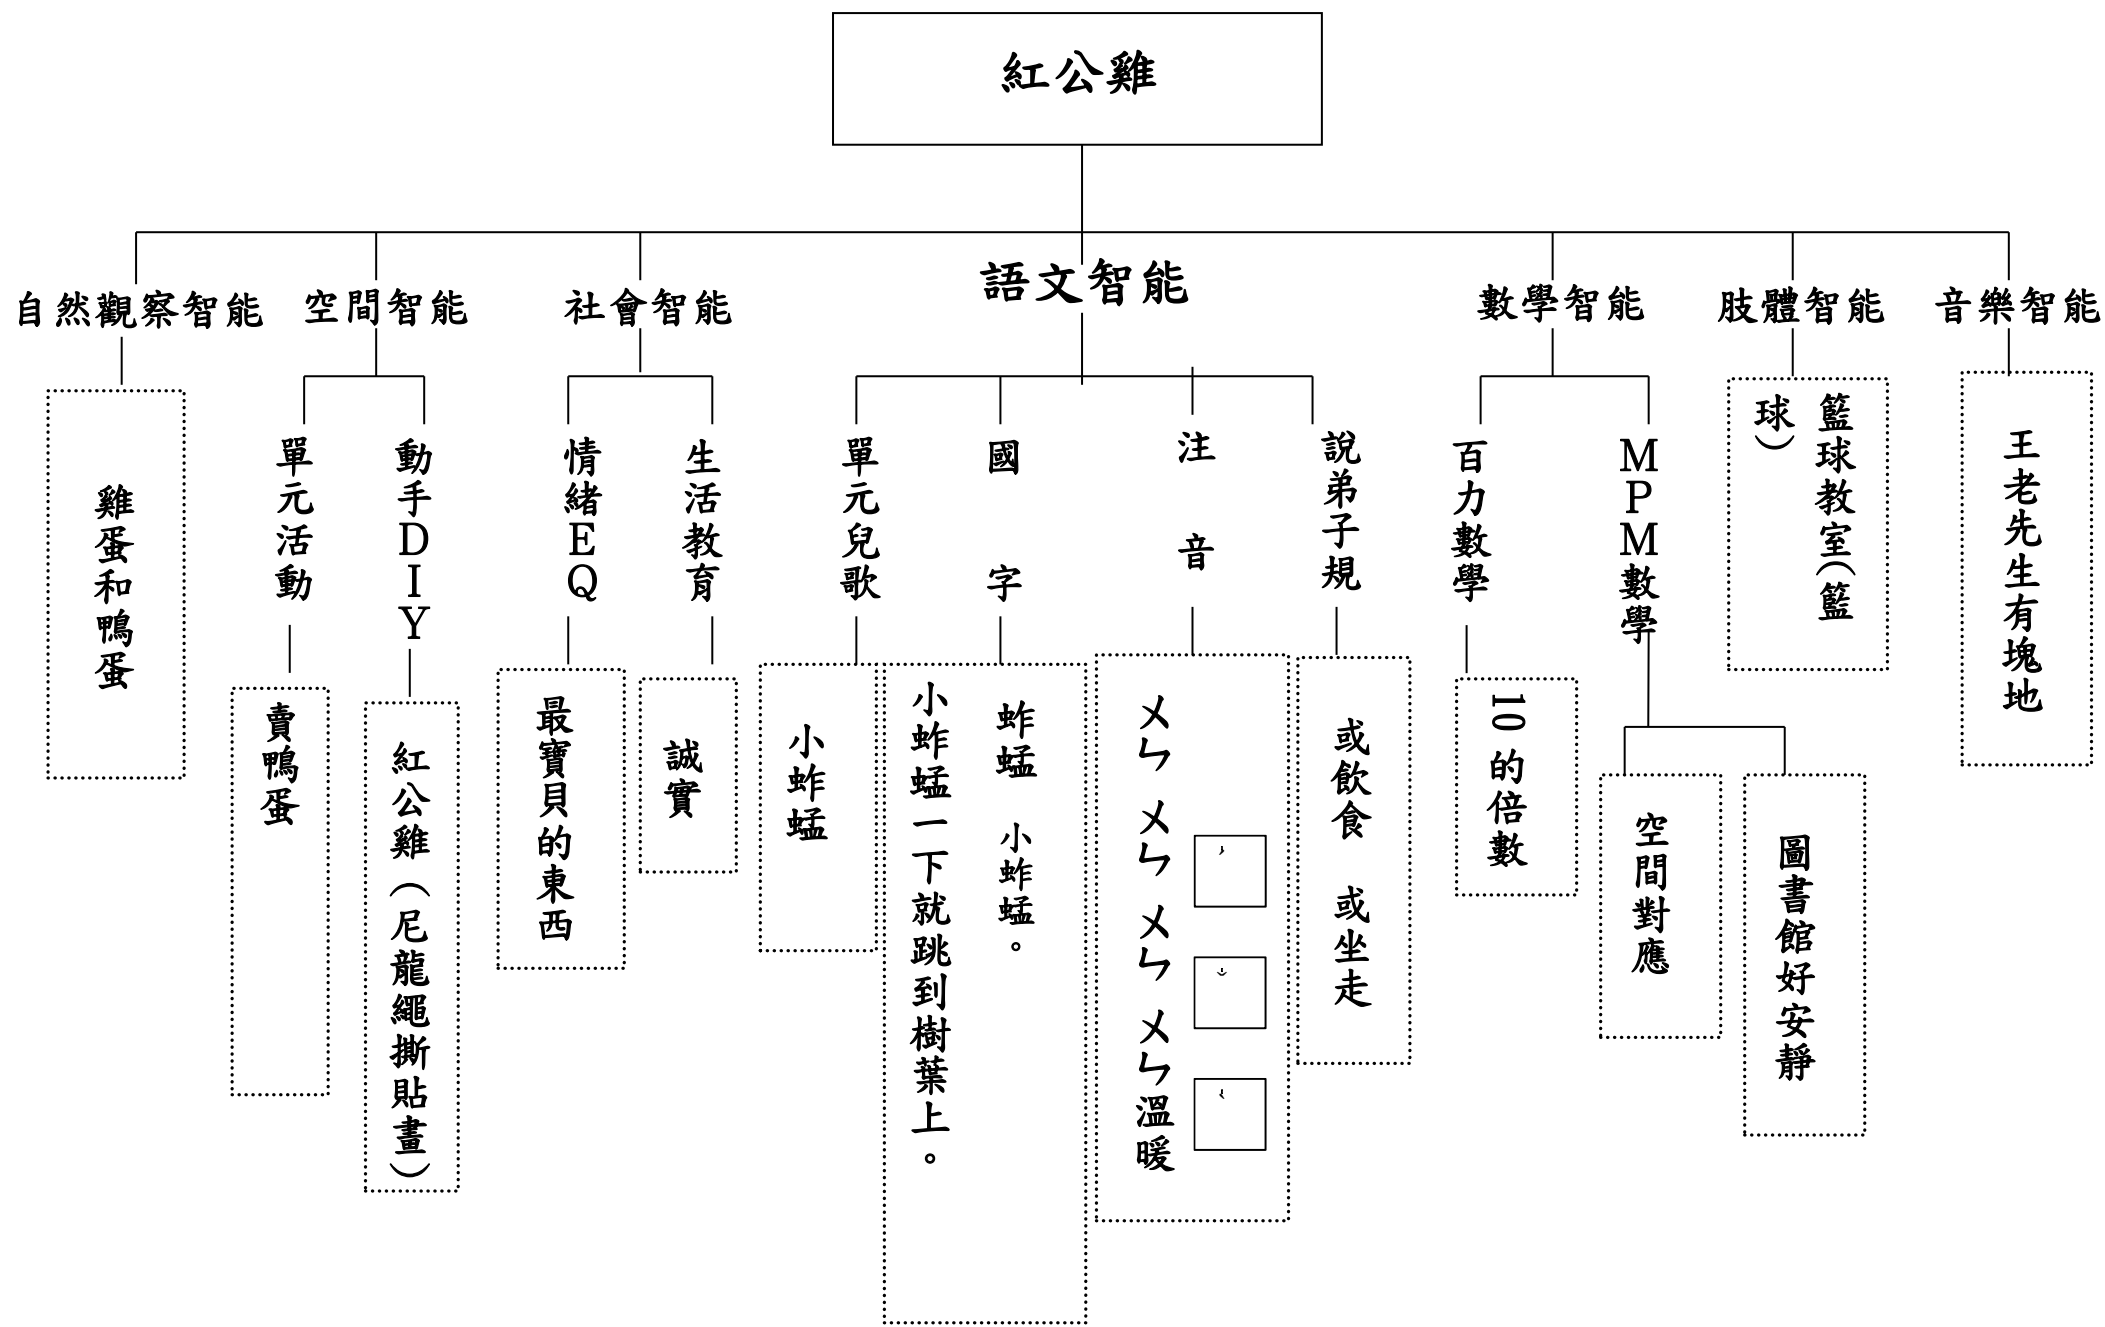 紅公雞
自然觀察智能
空間智能
社會智能
語文智能
數學智能
肢體智能
音樂智能
雞蛋和鴨蛋
單元活動
賣鴨蛋
動手DIY
紅公雞（尼龍繩撕貼畫）
情緒EQ
最寶貝的東西
生活教育
誠實
單元兒歌
小蚱蜢
國字
蚱蜢 小蚱蜢。
小蚱蜢一下就跳到樹葉上。
注音
ㄨㄣ ㄨㄣˊ ㄨㄣˇ ㄨㄣˋ溫暖
說弟子規
或飲食 或坐走
百力數學
10的倍數
MPM數學
空間對應
圖書館好安靜
籃球教室(籃
球)
王老先生有塊地